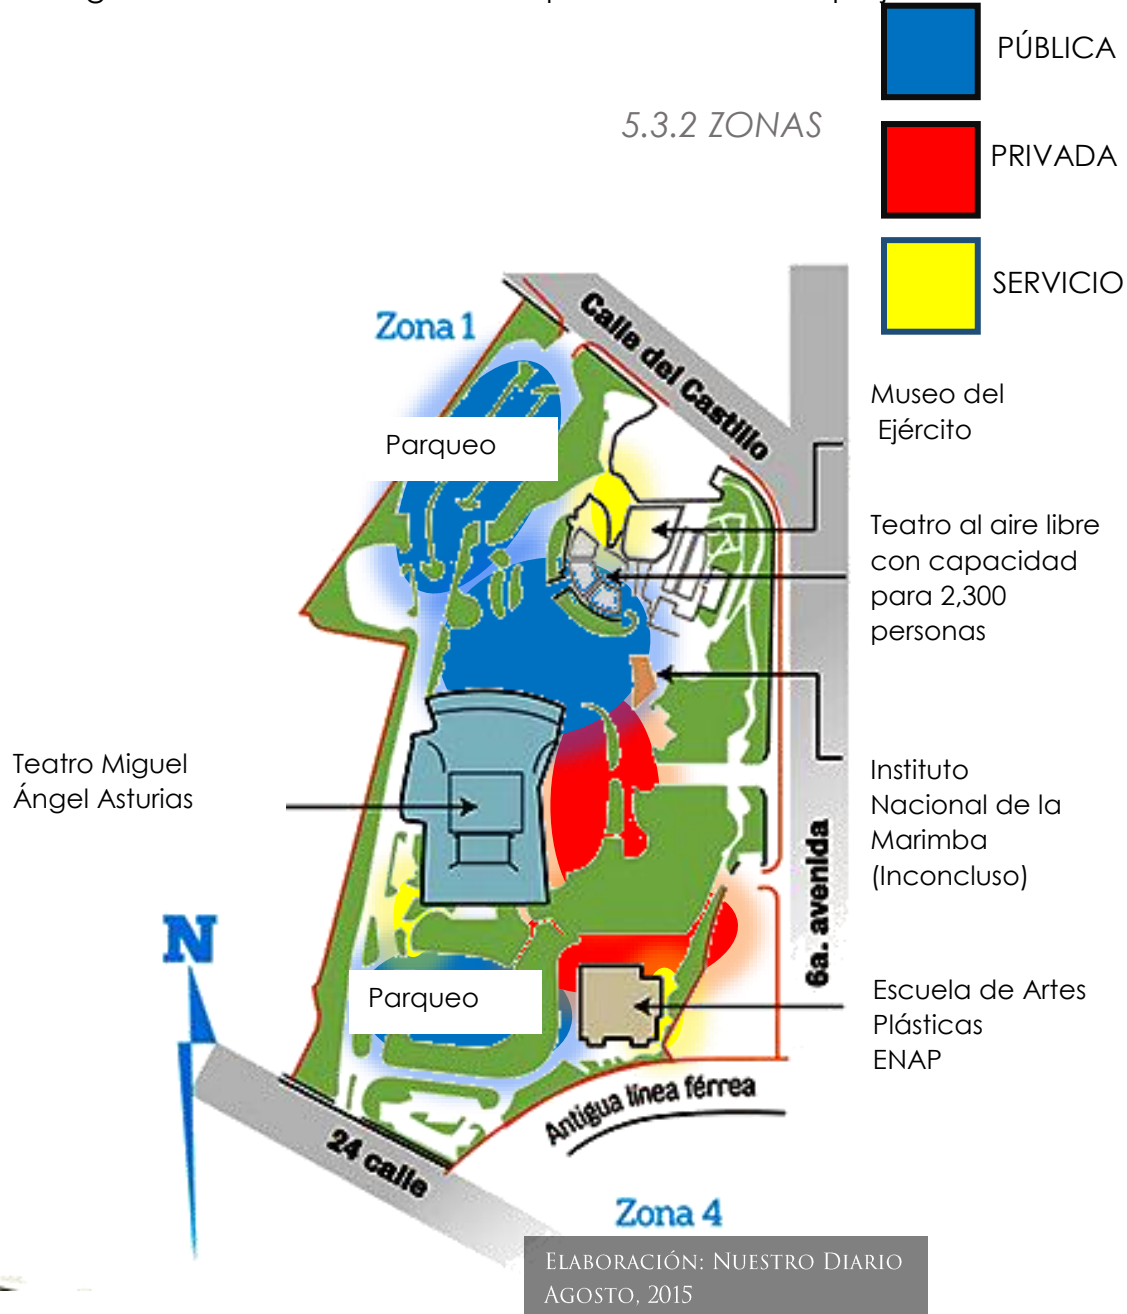 PÚBLICA
5.3.2 ZONAS
PRIVADA
SERVICIO
Zona 1
Calle del Castillo
Museo del
Ejército
Parqueo
Teatro al aire libre
con capacidad
para 2,300
personas
Teatro Miguel
Ángel Asturias
Instituto
Nacional de la
Marimba
(Inconcluso)
6a. avenida
N
Parqueo
Escuela de Artes
Plásticas
ENAP
Antigua línea férrea
24 calle
Zona 4
ELABORACIÓN: NUESTRO DIARIO
AGOSTO, 2015